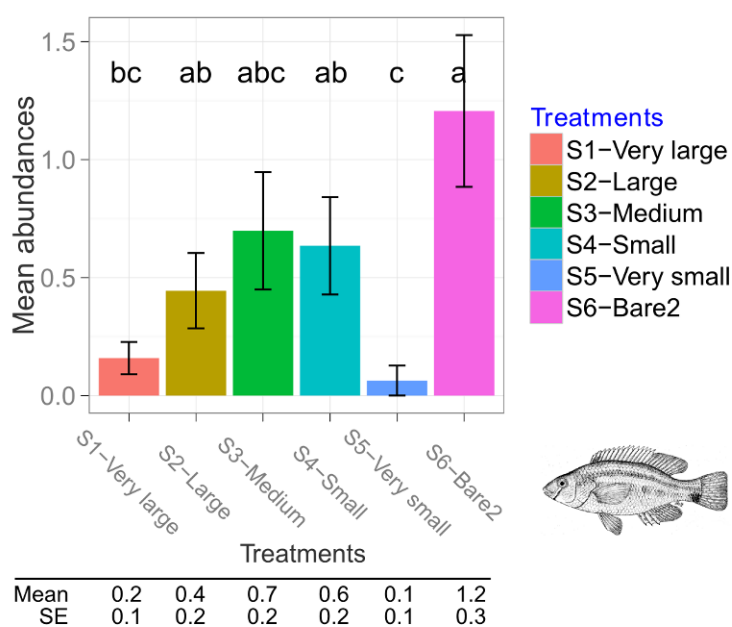 1.5
1.0
0.5
0.0
Mean abundances
bc ab abc ab c a
S1−Very large
S2−Large
S3−Medium
S4−Small
S5−Very small
S6−Bare2
Treatments
Treatments
S1−Very large
S2−Large
S3−Medium
S4−Small
S5−Very small
S6−Bare2
Mean 0.2 0.4 0.7 0.6 0.1 1.2
SE 0.1 0.2 0.2 0.2 0.1 0.3